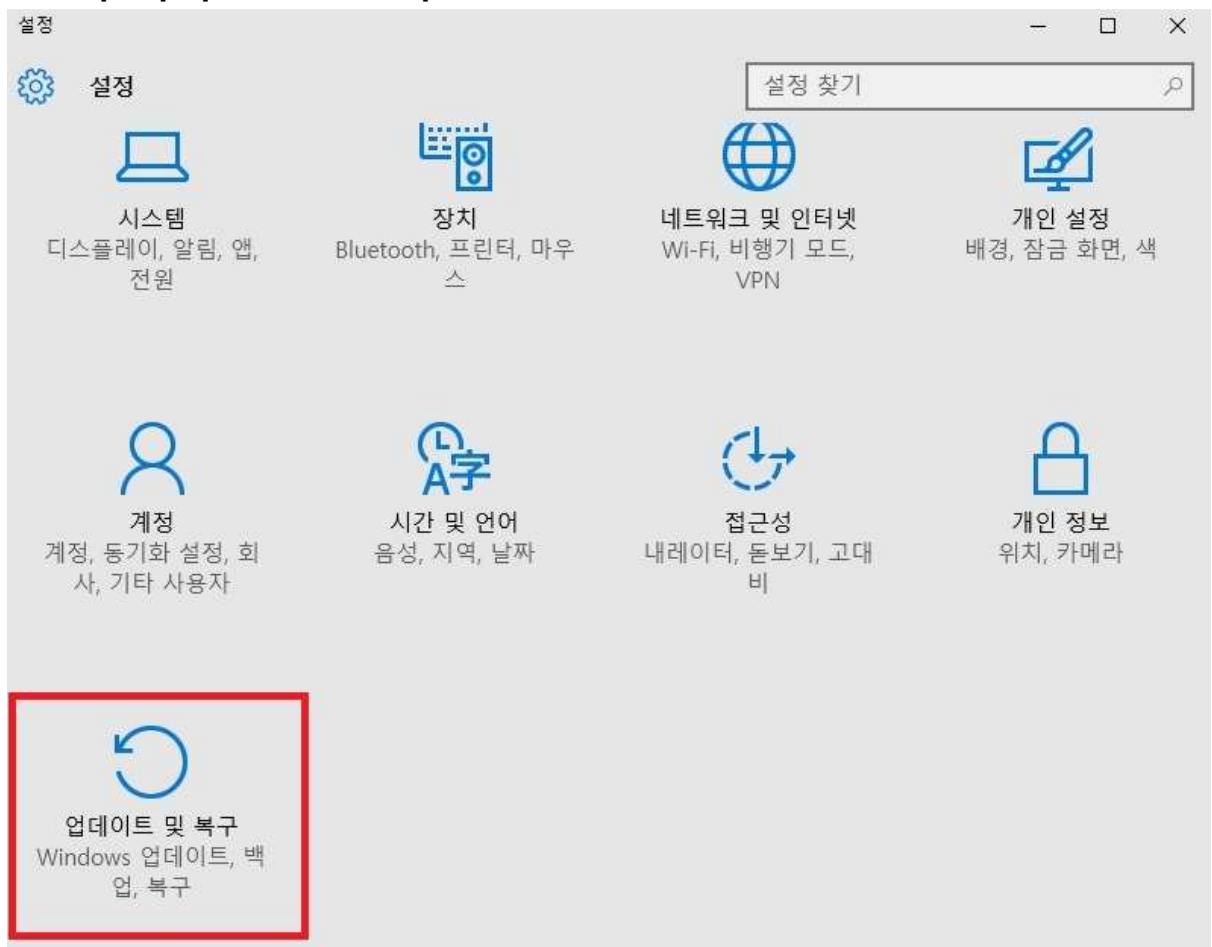 설정
설정
설정 찾기
시스템
디스플레이, 알림, 앱,
전원
장치
Bluetooth, 프린터, 마우
스
네트워크 및 인터넷
Wi-Fi, 비행기 모드,
VPN
개인 설정
배경, 잠금 화면, 색
계정
계정, 동기화 설정, 회
사, 기타 사용자
시간 및 언어
음성, 지역, 날짜
접근성
내레이터, 돋보기, 고대
비
개인 정보
위치, 카메라
업데이트 및 복구
Windows 업데이트, 백
업, 복구